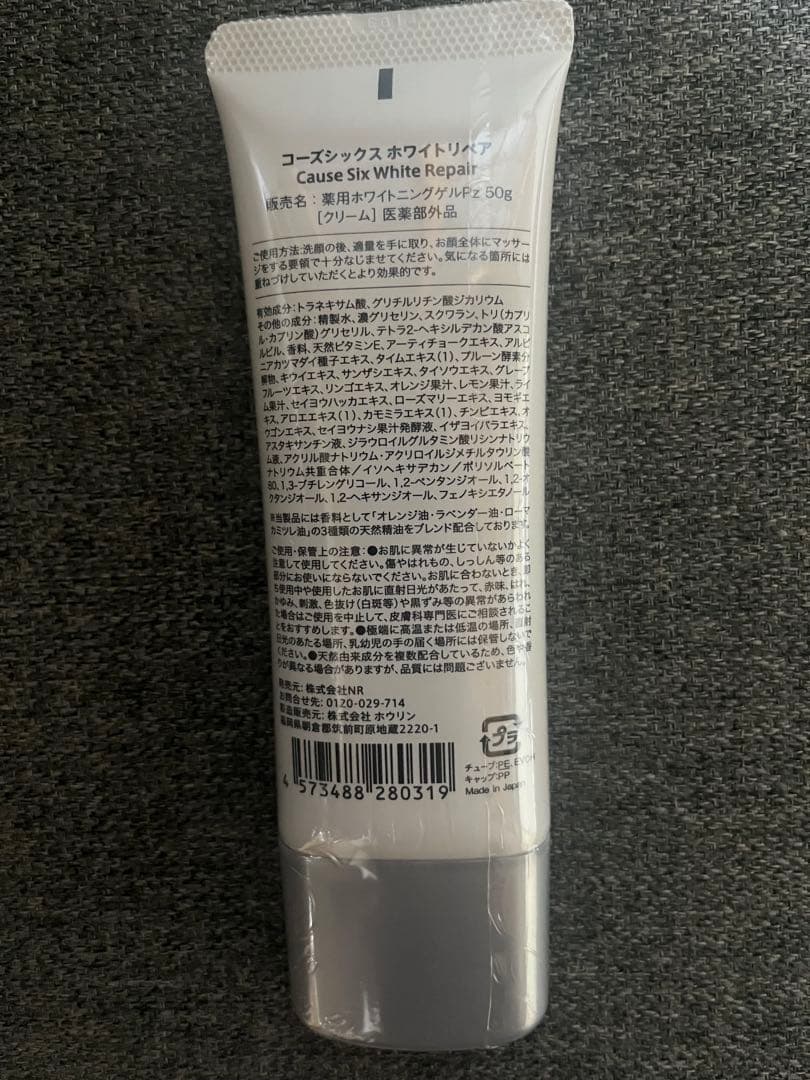 コーズシックス ホワイトリペア
Cause Six White Repair
販売名：薬用ホワイトニングゲルPz 50g
[クリーム] 医薬部外品
ご使用方法:洗顔の後、適量を手に取り、お顔全体にマッサー
ジをする要領で十分なじませてください。気になる箇所には
重ねづけしていただくとより効果的です。
有効成分：トラネキサム酸、グリチルリチン酸ジカリウム
その他の成分：精製水、濃グリセリン、スクワラン、トリ(カプリ
ル・カプリン酸)グリセリル、テトラ2-ヘキシルデカン酸アスコ
ルビル、香料、天然ビタミンE、アーティチョークエキス、アルピ
ニアカツマダイ種子エキス、タイムエキス(1)、プルーン酵素分
解物、キウイエキス、サンザシエキス、タイソウエキス、グレープ
フルーツエキス、リンゴエキス、オレンジ果汁、レモン果汁、ライ
ム果汁、セイヨウハッカエキス、ローズマリーエキス、ヨモギエ
キス、アロエエキス(1)、カモミラエキス(1)、チンピエキス、オ
ウゴンエキス、セイヨウナシ果汁発酵液、イザヨイバラエキス、
アスタキサンチン液、ジラウロイルグルタミン酸リシンナトリ
ウム液、アクリル酸ナトリウム・アクリロイルジメチルタウリン酸
ナトリウム共重合体／イソヘキサデカン／ポリソルベート
80、1,3-ブチレングリコール、1,2-ペンタンジオール、1,2-オ
クタンジオール、1,2-ヘキサンジオール、フェノキシエタノール
※当製品には香料として「オレンジ油・ラベンダー油・ローマ
カミツレ油」の3種類の天然精油をブレンド配合しております。
ご使用・保管上の注意：●お肌に異常が生じていないかよく
注意して使用してください。傷やはれもの、しっしん等のある
部分にお使いにならないでください。お肌に合わないとき、即
ち使用中や使用したお肌に直射日光があたって、赤味、はれ、
かゆみ、刺激、色抜け(白斑等)や黒ずみ等の異常があらわれ
た場合はご使用を中止して、皮膚科専門医にご相談されるこ
とをおすすめします。●極端に高温または低温の場所、直射
日光のあたる場所、乳幼児の手の届く場所には保管しないで
ください。●天然由来成分を複数配合しているため、色や香
りが異なる場合がありますが、品質には問題ございません。
発売元：株式会社NR
お問合せ先：0120-029-714
製造販売元：株式会社 ホウリン
福岡県朝倉郡筑前町原地蔵2220-1
4 573488 280319
プラ
チューブ:PE、EVOH
キャップ:PP
Made in Japan